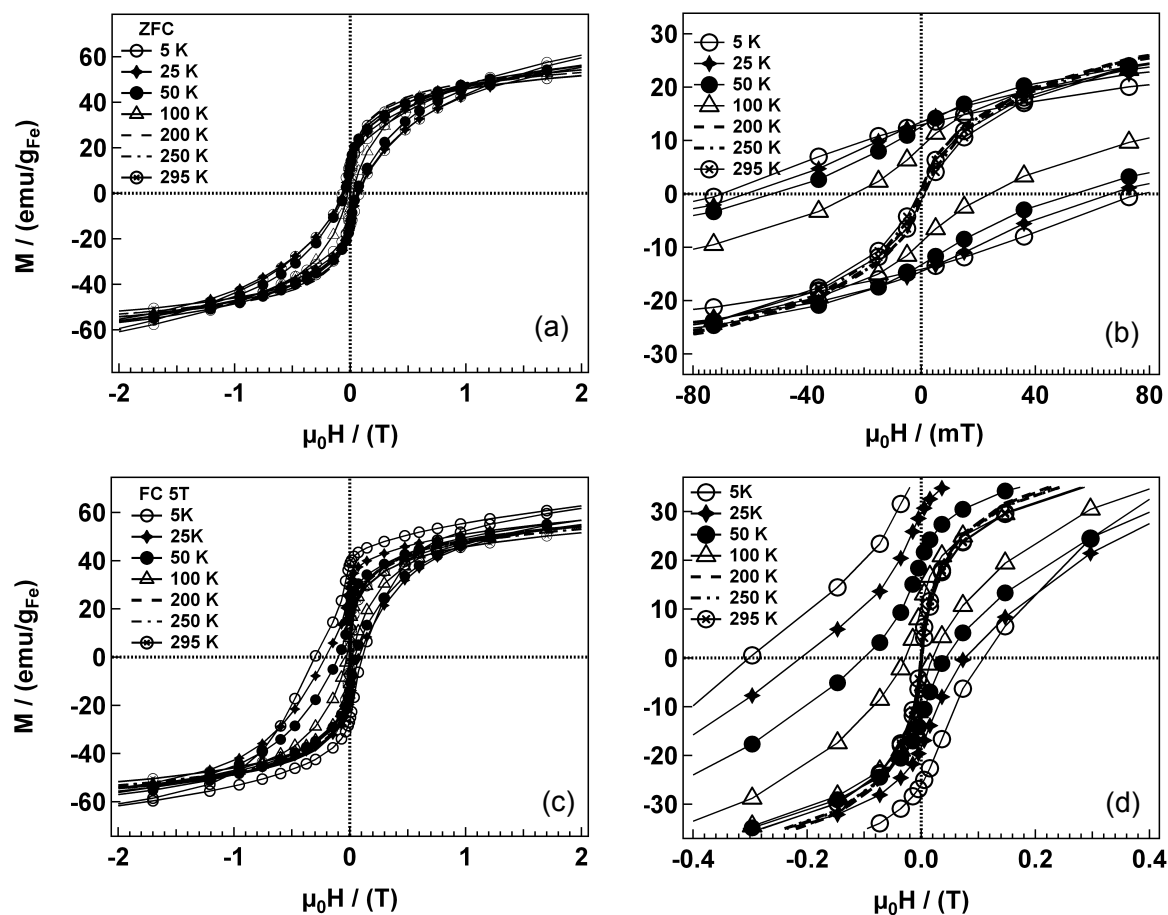 ZFC
5 K
25 K
50 K
100 K
200 K
250 K
295 K
M / (emu/gFe)
60
40
20
0
-20
-40
-60
-2
-1
0
1
2
µ0H / (T)
(a)
5 K
25 K
50 K
100 K
200 K
250 K
295 K
30
20
10
0
-10
-20
-30
-80
-40
0
40
80
µ0H / (mT)
(b)
FC 5T
5K
25K
50 K
100 K
200 K
250 K
295 K
M / (emu/gFe)
60
40
20
0
-20
-40
-60
-2
-1
0
1
2
µ0H / (T)
(c)
5K
25K
50 K
100 K
200 K
250 K
295 K
30
20
10
0
-10
-20
-30
-0.4
-0.2
0.0
0.2
0.4
µ0H / (T)
(d)